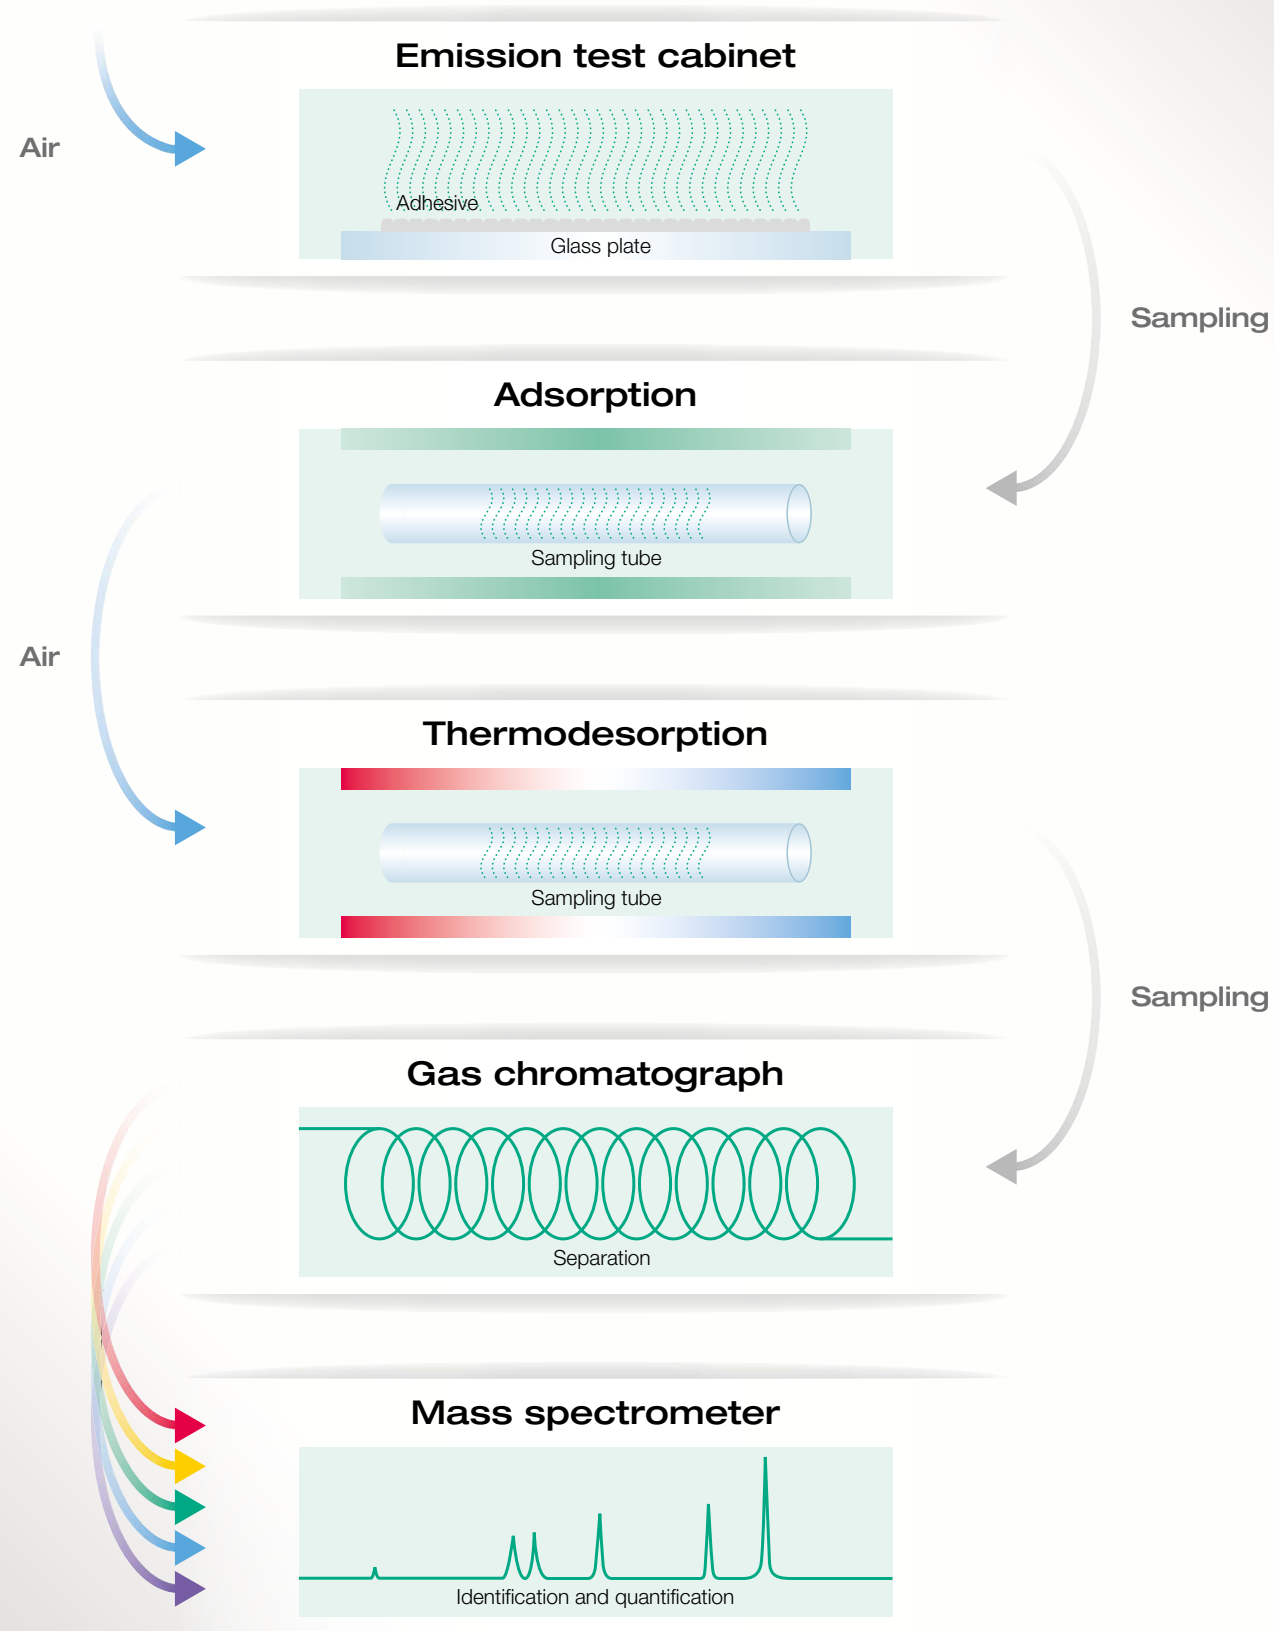 Emission test cabinet
Air
Adhesive
Glass plate
Sampling
Adsorption
Sampling tube
Air
Thermodesorption
Sampling tube
Sampling
Gas chromatograph
Separation
Mass spectrometer
Identification and quantification